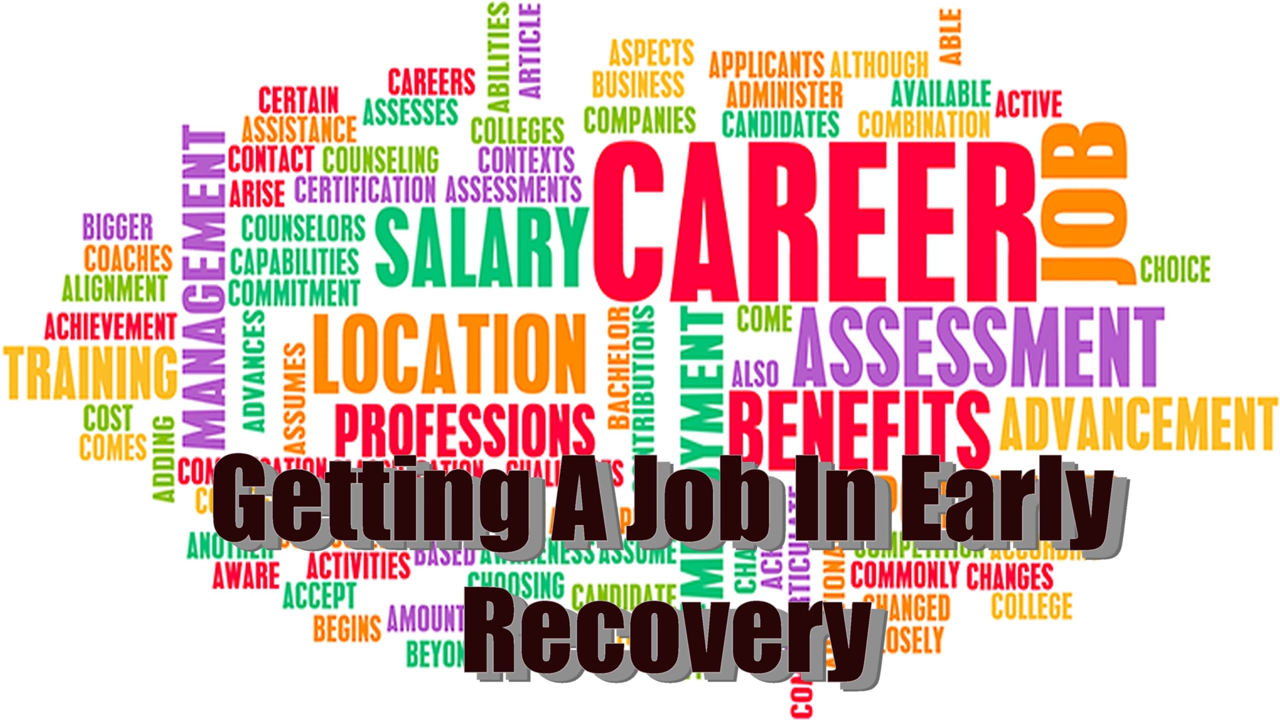 ABILITIES
ARTICLE
ABLE
ASPECTS
BUSINESS
COMPANIES
APPLICANTS ALTHOUGH
ADMINISTER
CANDIDATES
AVAILABLE
COMBINATION
ACTIVE
CAREERS
CERTAIN
ASSESSES
ASSISTANCE
COLLEGES
CONTACT COUNSELING
CONTEXTS
ARISE CERTIFICATION ASSESSMENTS
MANAGEMENT
CAREER
JOB
COUNSELORS
CAPABILITIES
COMMITMENT
SALARY
BIGGER
COACHES
ALIGNMENT
ACHIEVEMENT
TRAINING
COST
COMES
ADDING
ADVANCES
ASSUMES
LOCATION
PROFESSIONS
BACHELOR
CHOICE
COME
ALSO
ASSESSMENT
BENEFITS
ADVANCEMENT
Getting A Job In Early
Recovery
AWARE
ACTIVITIES
BASED
ASSUME
ACCEPT
CHOOSING
CANDIDATE
BEGINS
COMMONLY CHANGES
CHANGED
COLLEGE